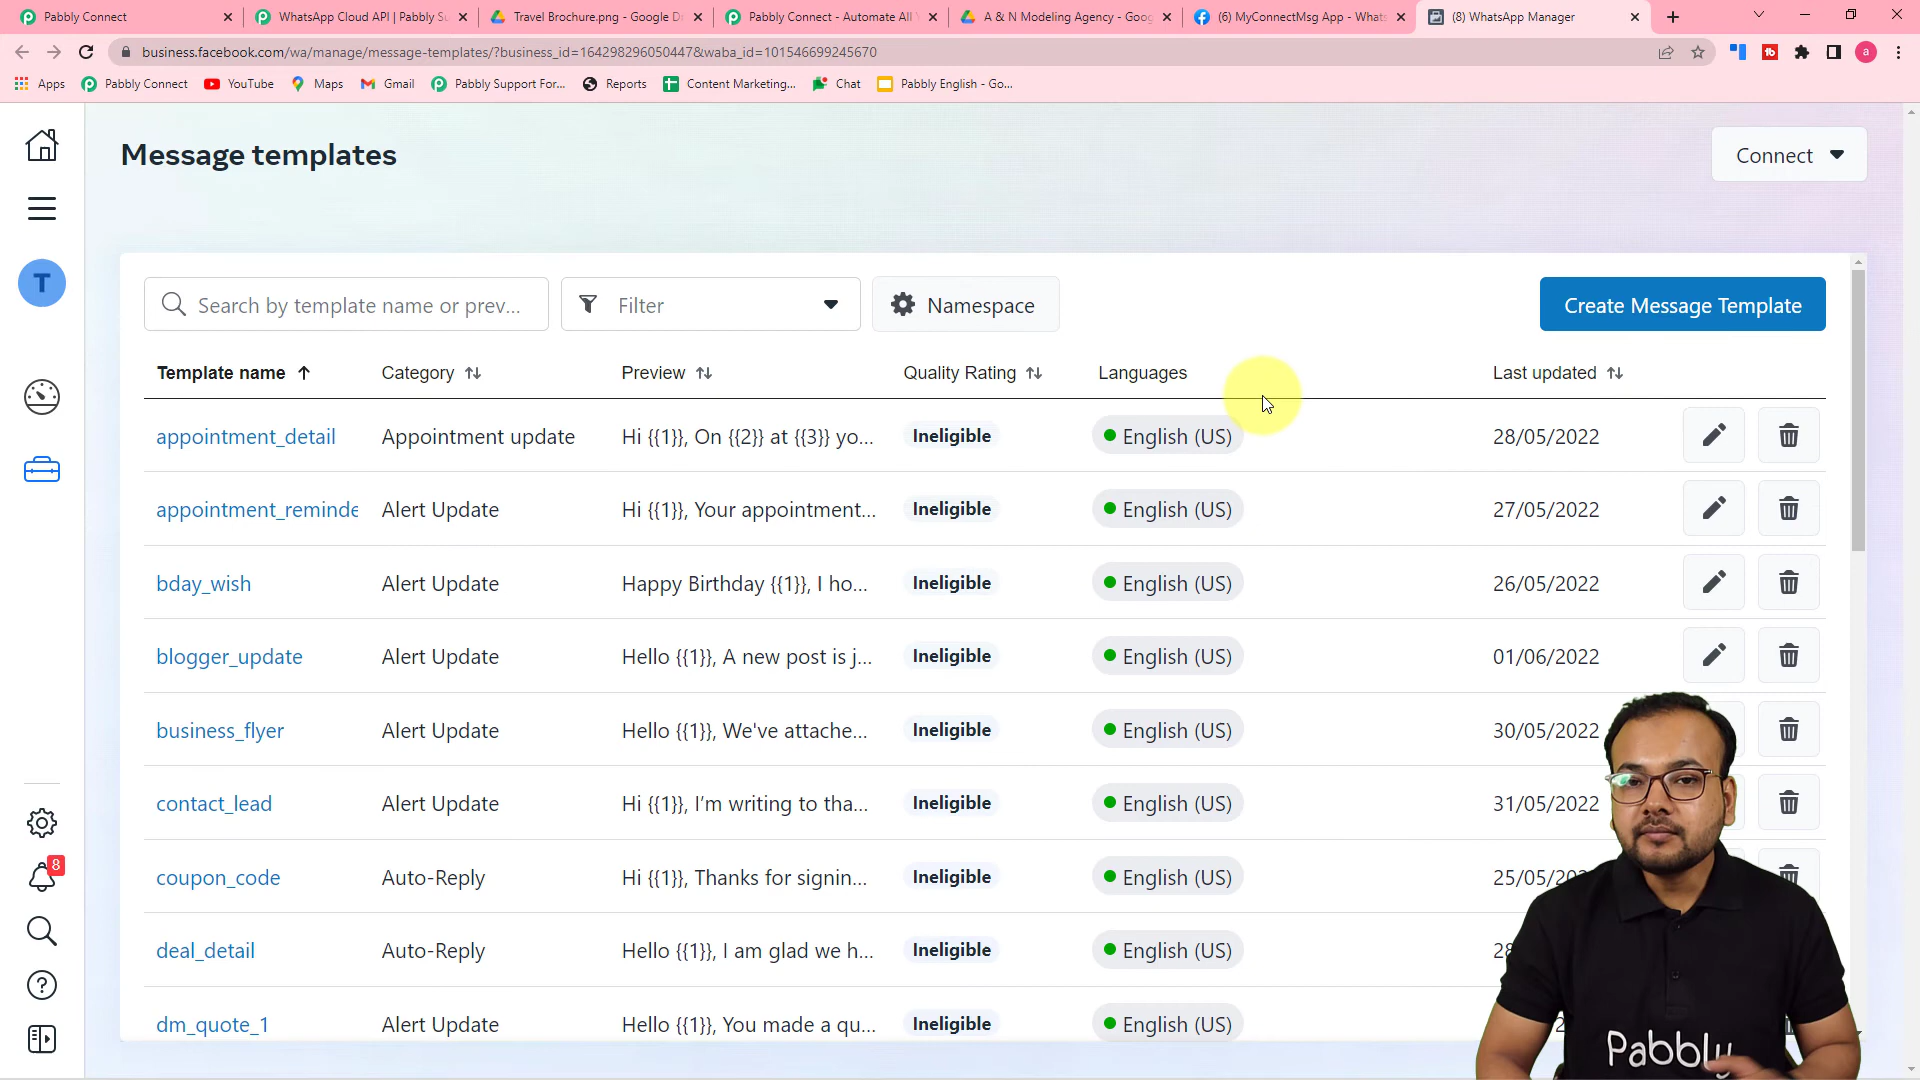 Pabbly Connect
WhatsApp Cloud API | Pabbly Su
Travel Brochure.png - Google D
Pabbly Connect - Automate All
A & N Modeling Agency - Goog
(6) MyConnectMsg App - Whats
(8) WhatsApp Manager
business.facebook.com/wa/manage/message-templates/?business_id=164298296050447&waba_id=101546699245670
a
Apps
Pabbly Connect
YouTube
Maps
Gmail
Pabbly Support For...
Reports
Content Marketing...
Chat
Pabbly English - Go...
Message templates
Connect
T
Search by template name or prev...
Filter
Namespace
Create Message Template
Template name Category Preview Quality Rating Languages Last updated
appointment_detail Appointment update Hi {{1}}, On {{2}} at {{3}} yo... Ineligible English (US) 28/05/2022
appointment_reminde Alert Update Hi {{1}}, Your appointment... Ineligible English (US) 27/05/2022
bday_wish Alert Update Happy Birthday {{1}}, I ho... Ineligible English (US) 26/05/2022
blogger_update Alert Update Hello {{1}}, A new post is j... Ineligible English (US) 01/06/2022
business_flyer Alert Update Hello {{1}}, We've attache... Ineligible English (US) 30/05/2022
contact_lead Alert Update Hi {{1}}, I'm writing to tha... Ineligible English (US) 31/05/2022
coupon_code Auto-Reply Hi {{1}}, Thanks for signin... Ineligible English (US) 25/05/
deal_detail Auto-Reply Hello {{1}}, I am glad we h... Ineligible English (US) 28
dm_quote_1 Alert Update Hello {{1}}, You made a qu... Ineligible English (US)
8
Pabbly